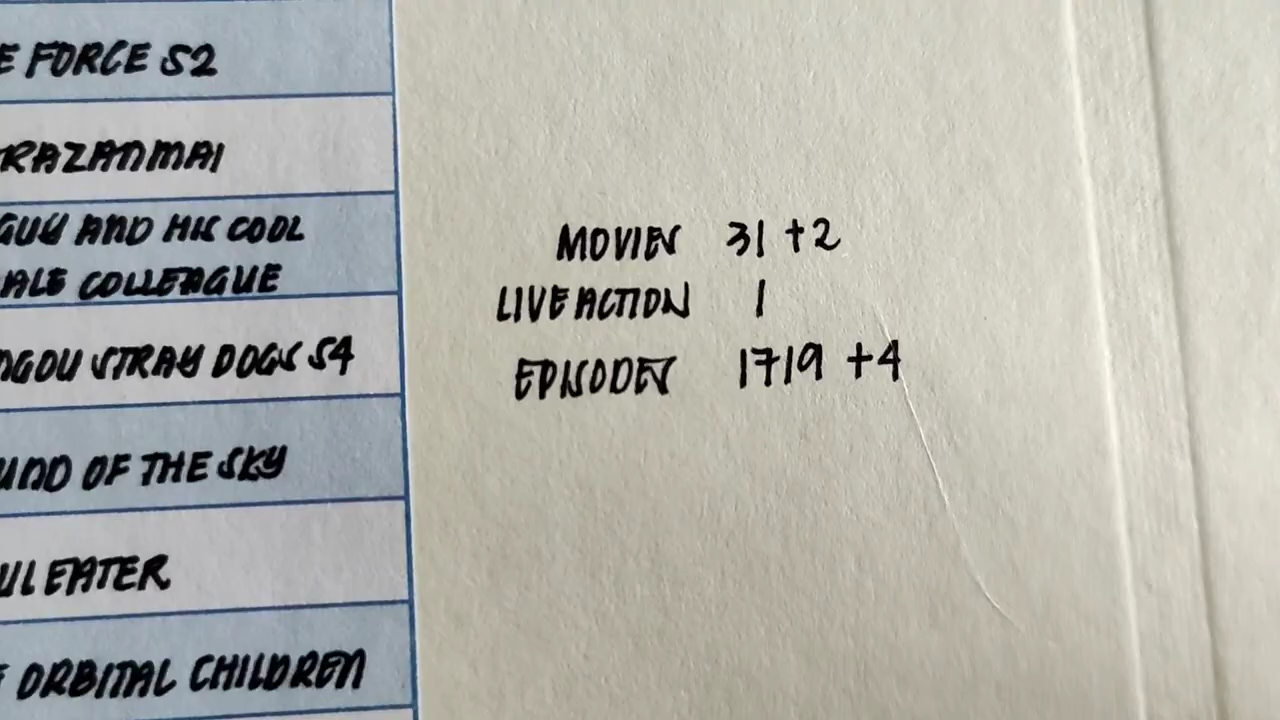 E FORCE S2
RAZANMAI
GUY AND HIS COOL
ALE COLLEAGUE
NGOU STRAY DOGS S4
UND OF THE SKY
UL EATER
E ORBITAL CHILDREN
MOVIES 31 +2
LIVE ACTION 1
EPISODES 1719 +4